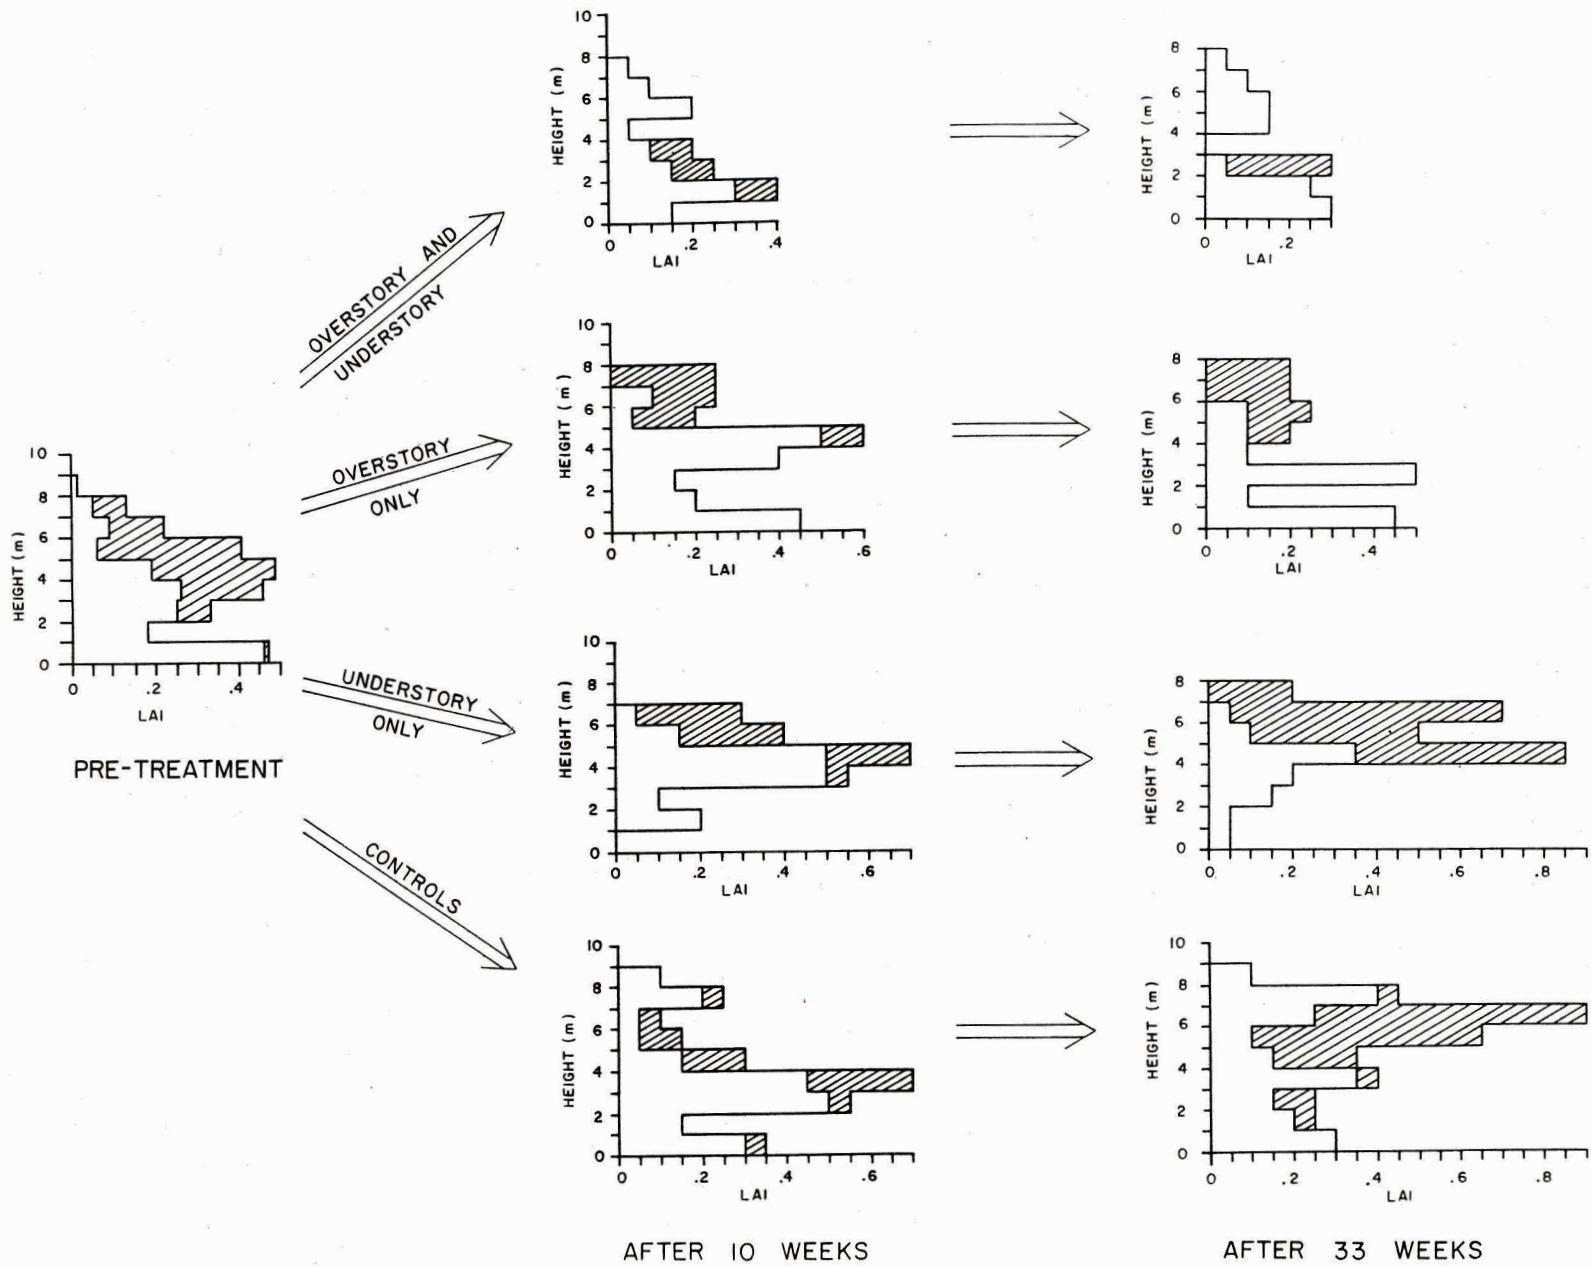 10
8
6
4
2
0
HEIGHT (m)
0 .2 .4
LAI
8
6
4
2
0
HEIGHT (m)
0 .2
LAI
OVERSTORY AND
UNDERSTORY
10
8
6
4
2
0
HEIGHT (m)
0 .2 .4 .6
LAI
8
6
4
2
0
HEIGHT (m)
0 .2 .4
LAI
OVERSTORY
ONLY
10
8
6
4
2
0
HEIGHT (m)
0 .2 .4
LAI
PRE-TREATMENT
UNDERSTORY
ONLY
10
8
6
4
2
0
HEIGHT (m)
0 .2 .4 .6
LAI
8
6
4
2
0
HEIGHT (m)
0 .2 .4 .6 .8
LAI
CONTROLS
10
8
6
4
2
0
HEIGHT (m)
0 .2 .4 .6
LAI
10
8
6
4
2
0
HEIGHT (m)
0 .2 .4 .6 .8
LAI
AFTER 10 WEEKS
AFTER 33 WEEKS